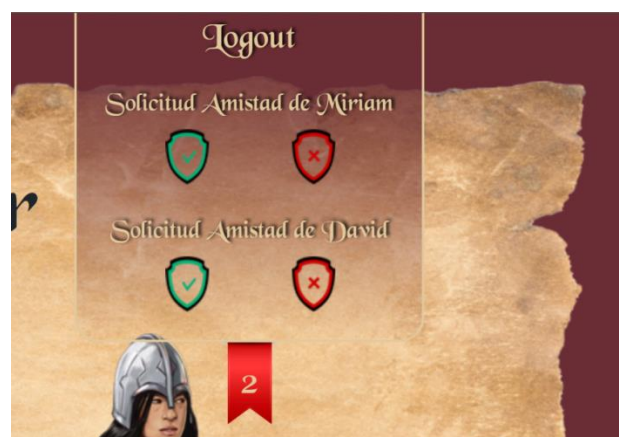 Logout
Solicitud Amistad de Miriam
r
Solicitud Amistad de David
2